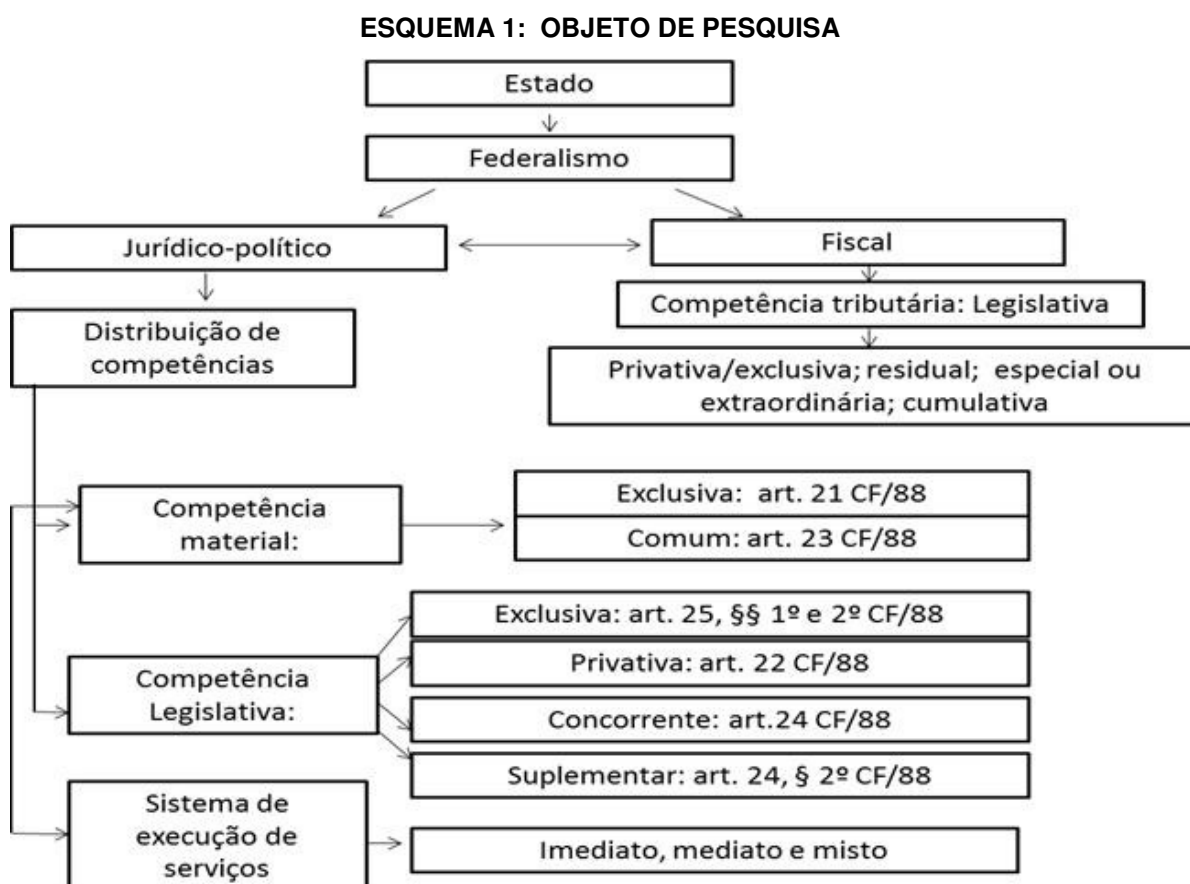 ESQUEMA 1: OBJETO DE PESQUISA
Estado
Federalismo
Jurídico-político
Fiscal
Distribuição de
competências
Competência tributária: Legislativa
Privativa/exclusiva; residual; especial ou
extraordinária; cumulativa
Competência
material:
Exclusiva: art. 21 CF/88
Comum: art. 23 CF/88
Competência
Legislativa:
Exclusiva: art. 25, §§ 1º e 2º CF/88
Privativa: art. 22 CF/88
Concorrente: art.24 CF/88
Suplementar: art. 24, § 2º CF/88
Sistema de
execução de
serviços
Imediato, mediato e misto